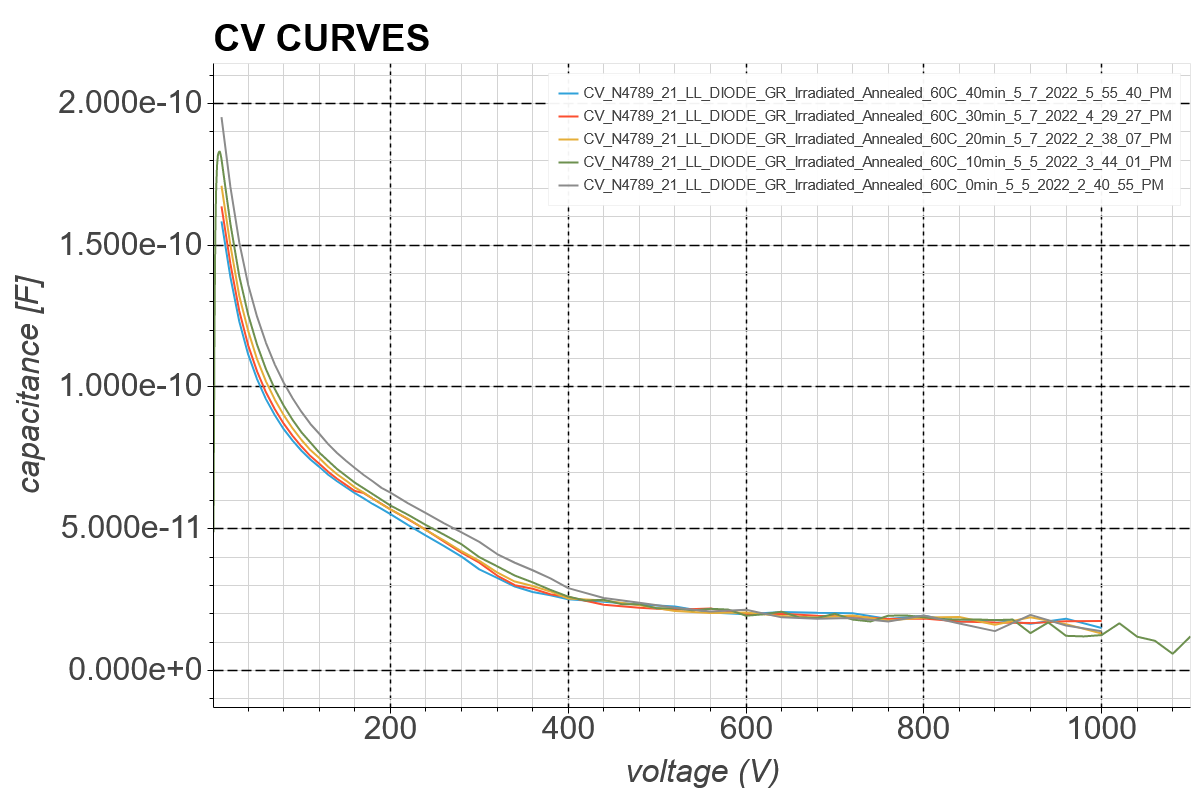 CV CURVES
2.000e-10
1.500e-10
1.000e-10
5.000e-11
0.000e+0
capacitance [F]
CV_N4789_21_LL_DIODE_GR_Irradiated_Annealed_60C_40min_5_7_2022_5_55_40_PM
CV_N4789_21_LL_DIODE_GR_Irradiated_Annealed_60C_30min_5_7_2022_4_29_27_PM
CV_N4789_21_LL_DIODE_GR_Irradiated_Annealed_60C_20min_5_7_2022_2_38_07_PM
CV_N4789_21_LL_DIODE_GR_Irradiated_Annealed_60C_10min_5_5_2022_3_44_01_PM
CV_N4789_21_LL_DIODE_GR_Irradiated_Annealed_60C_0min_5_5_2022_2_40_55_PM
200 400 600 800 1000
voltage (V)